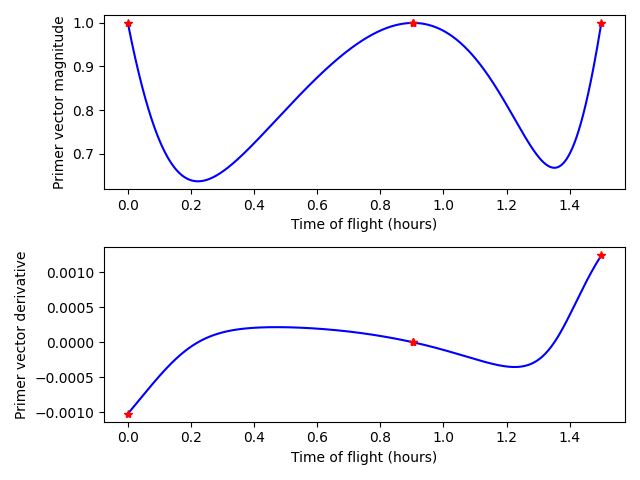 Primer vector magnitude
1.0
0.9
0.8
0.7
0.0 0.2 0.4 0.6 0.8 1.0 1.2 1.4
Time of flight (hours)
Primer vector derivative
0.0010
0.0005
0.0000
−0.0005
−0.0010
0.0 0.2 0.4 0.6 0.8 1.0 1.2 1.4
Time of flight (hours)